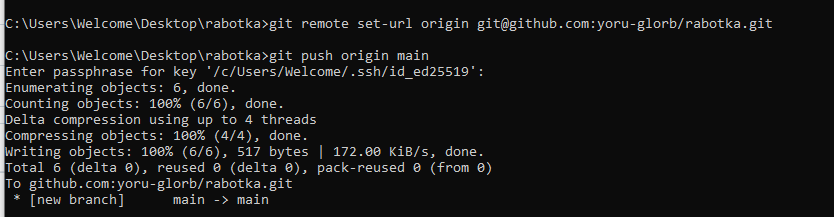 C:\Users\Welcome\Desktop\rabotka>git remote set-url origin git@github.com:yoru-glorb/rabotka.git
C:\Users\Welcome\Desktop\rabotka>git push origin main
Enter passphrase for key '/c/Users/Welcome/.ssh/id_ed25519':
Enumerating objects: 6, done.
Counting objects: 100% (6/6), done.
Delta compression using up to 4 threads
Compressing objects: 100% (4/4), done.
Writing objects: 100% (6/6), 517 bytes | 172.00 KiB/s, done.
Total 6 (delta 0), reused 0 (delta 0), pack-reused 0 (from 0)
To github.com:yoru-glorb/rabotka.git
 * [new branch]      main -> main